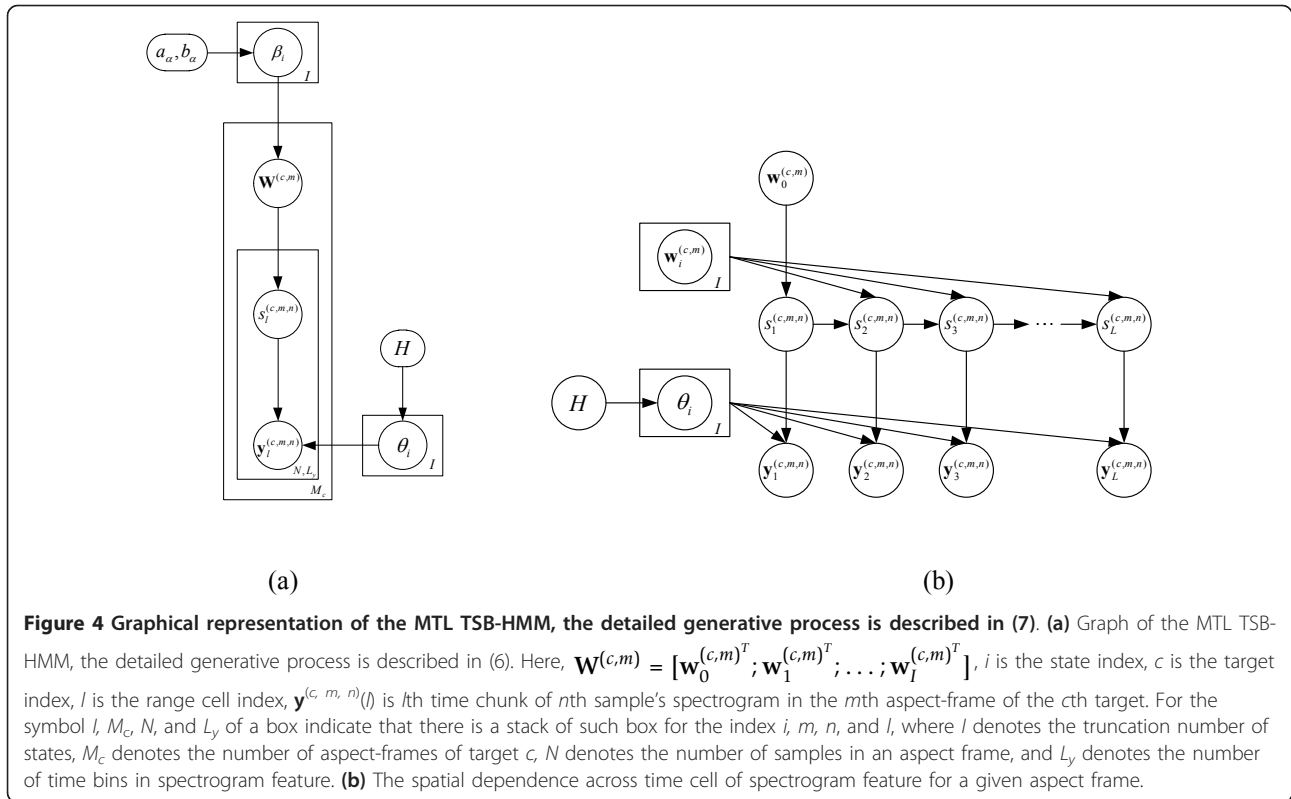 a_α, b_α
β_i
I
W^(c,m)
s_l^(c,m,n)
H
y_l^(c,m,n)
θ_i
N, L_y
I
M_c
(a)
w_0^(c,m)
w_i^(c,m)
I
s_1^(c,m,n) s_2^(c,m,n) s_3^(c,m,n) ... s_L^(c,m,n)
H
θ_i
I
y_1^(c,m,n) y_2^(c,m,n) y_3^(c,m,n) y_L^(c,m,n)
(b)
Figure 4 Graphical representation of the MTL TSB-HMM, the detailed generative process is described in (7). (a) Graph of the MTL TSB-
HMM, the detailed generative process is described in (6). Here, W^(c,m) = [w_0^(c,m)^T; w_1^(c,m)^T; . . . ; w_I^(c,m)^T], i is the state index, c is the target
index, l is the range cell index, y^(c, m, n)(l) is lth time chunk of nth sample's spectrogram in the mth aspect-frame of the cth target. For the
symbol I, M_c, N, and L_y of a box indicate that there is a stack of such box for the index i, m, n, and l, where I denotes the truncation number of
states, M_c denotes the number of aspect-frames of target c, N denotes the number of samples in an aspect frame, and L_y denotes the number
of time bins in spectrogram feature. (b) The spatial dependence across time cell of spectrogram feature for a given aspect frame.